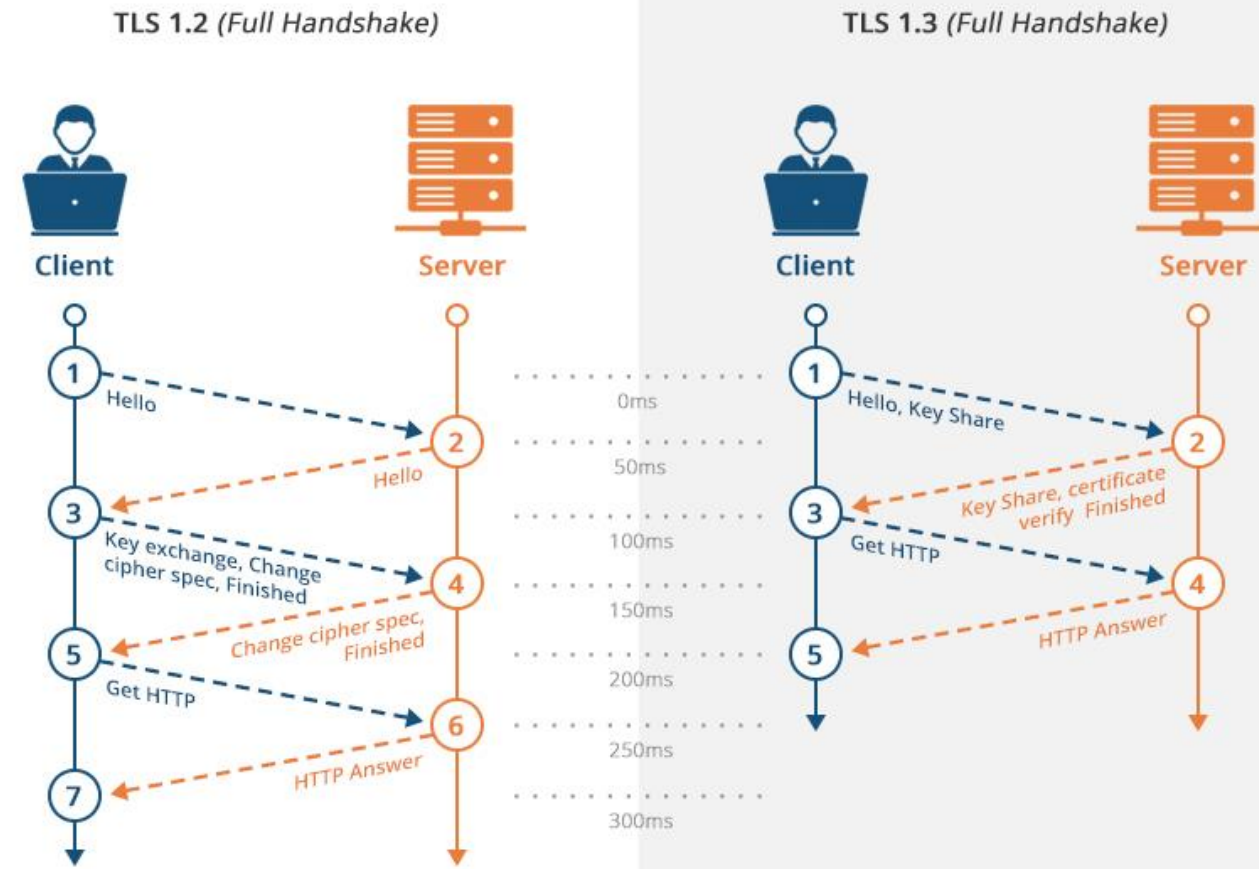 TLS 1.2 (Full Handshake)
TLS 1.3 (Full Handshake)
Client
Server
Client
Server
1
Hello
2
Hello
3
Key exchange, Change
cipher spec, Finished
4
Change cipher spec,
Finished
5
Get HTTP
6
HTTP Answer
7
0ms
50ms
100ms
150ms
200ms
250ms
300ms
1
Hello, Key Share
2
Key Share, certificate
verify Finished
3
Get HTTP
4
HTTP Answer
5